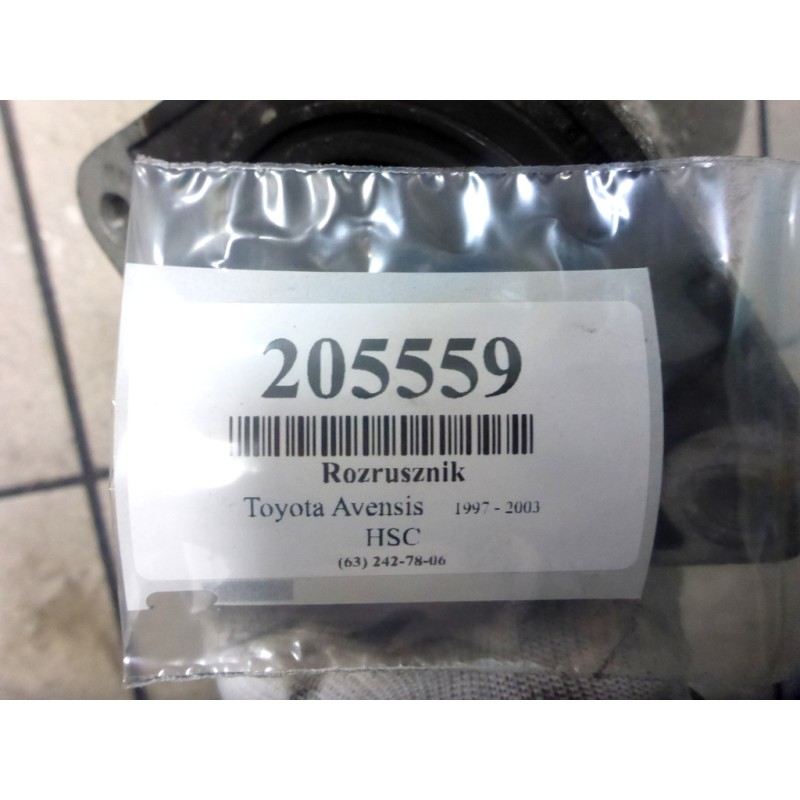 205559
Rozrusznik
Toyota Avensis 1997 - 2003
HSC
(63) 242-78-06